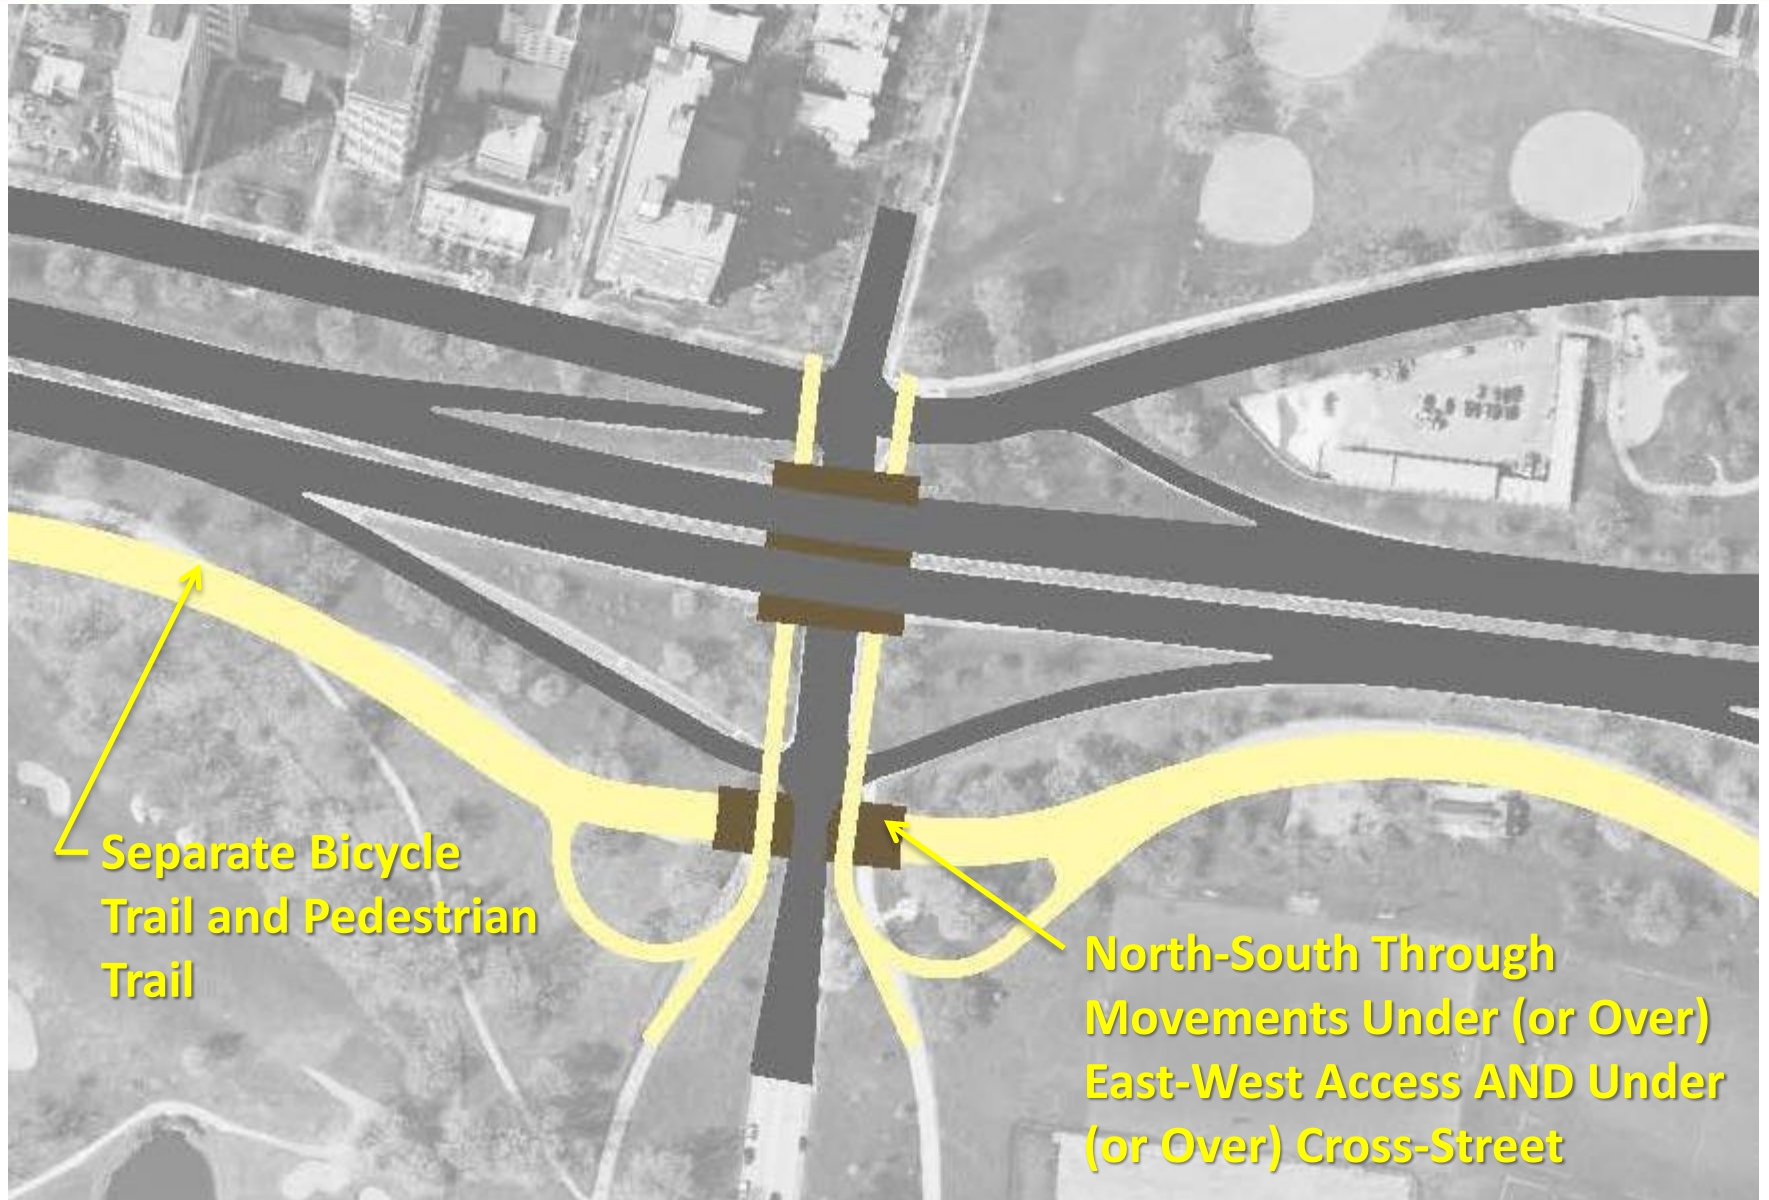 Separate Bicycle
Trail and Pedestrian
Trail
North-South Through
Movements Under (or Over)
East-West Access AND Under
(or Over) Cross-Street